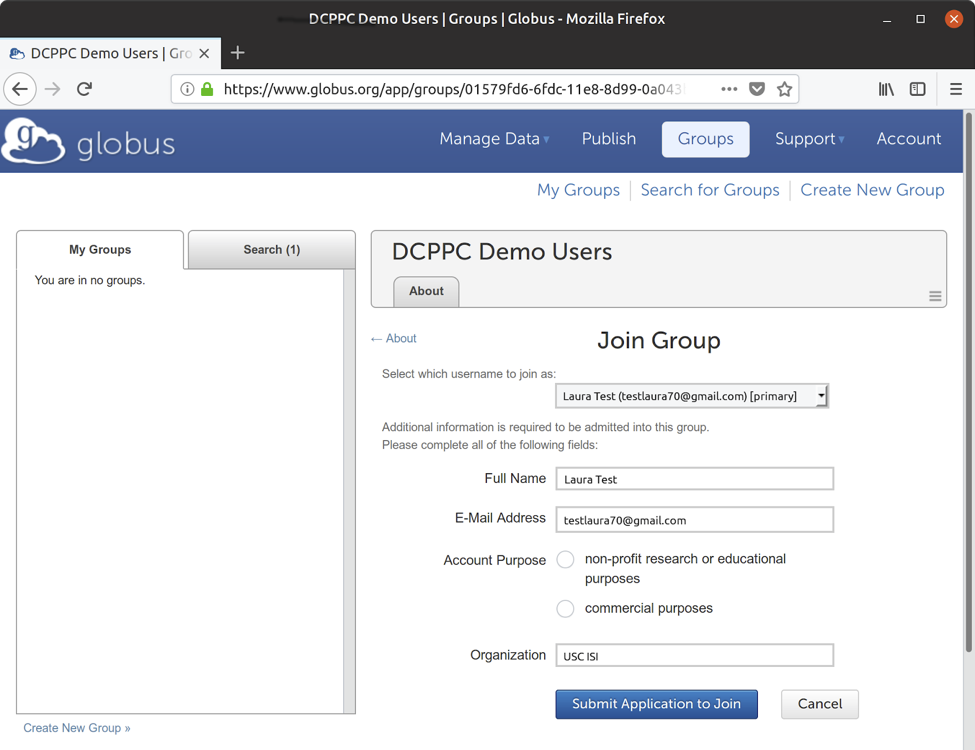 DCPPC Demo Users | Groups | Globus - Mozilla Firefox
DCPPC Demo Users | Gro
https://www.globus.org/app/groups/01579fd6-6fdc-11e8-8d99-0a043
globus
Manage Data Publish Groups Support Account
My Groups Search for Groups Create New Group
My Groups Search (1)
You are in no groups.
DCPPC Demo Users
About
← About
Join Group
Select which username to join as:
Laura Test (testlaura70@gmail.com) [primary]
Additional information is required to be admitted into this group.
Please complete all of the following fields:
Full Name Laura Test
E-Mail Address testlaura70@gmail.com
Account Purpose non-profit research or educational
purposes
commercial purposes
Organization USC ISI
Submit Application to Join Cancel
Create New Group »